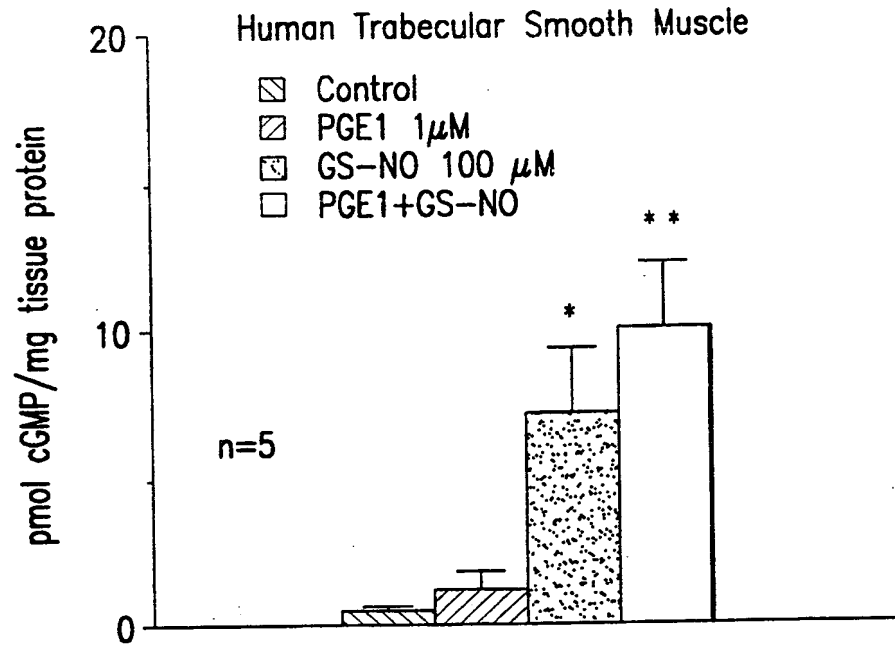 Human Trabecular Smooth Muscle
Control
PGE1 1μM
GS-NO 100 μM
PGE1+GS-NO
pmol cGMP/mg tissue protein
20
10
0
n=5
*
**